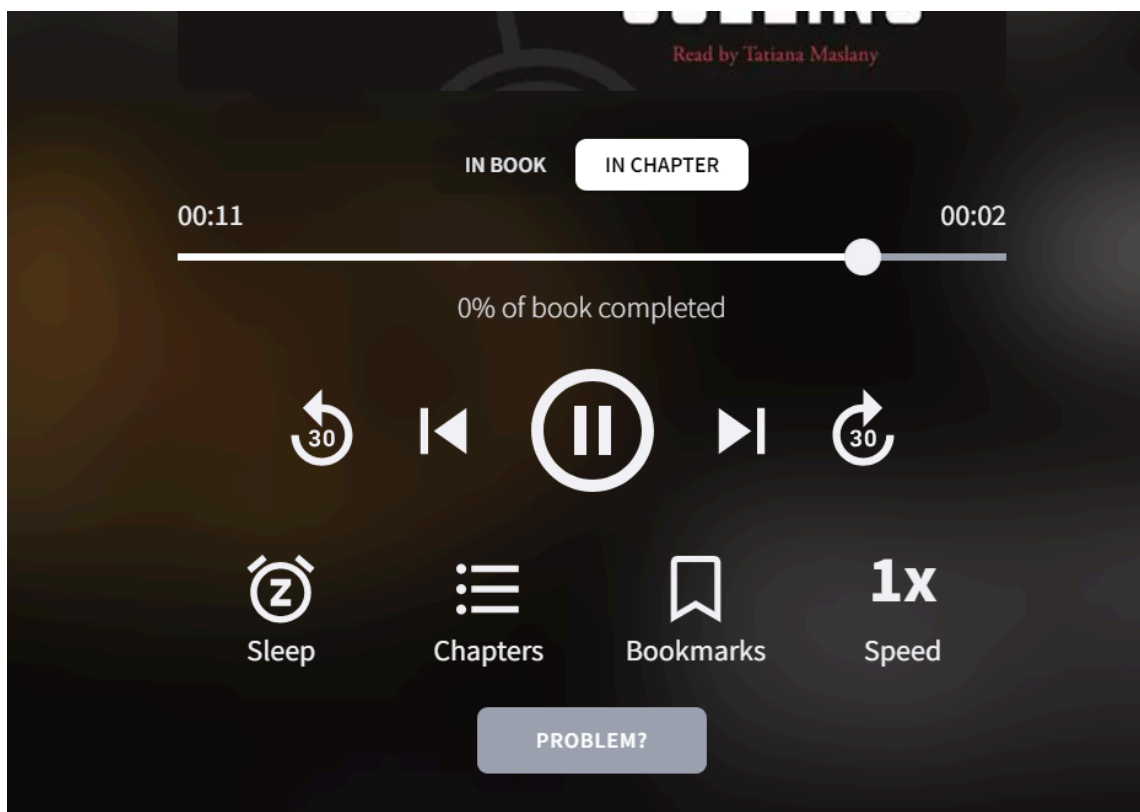 Read by Tatiana Maslany
IN BOOK IN CHAPTER
00:11 00:02
0% of book completed
30 30
Z
1x
Sleep Chapters Bookmarks Speed
PROBLEM?